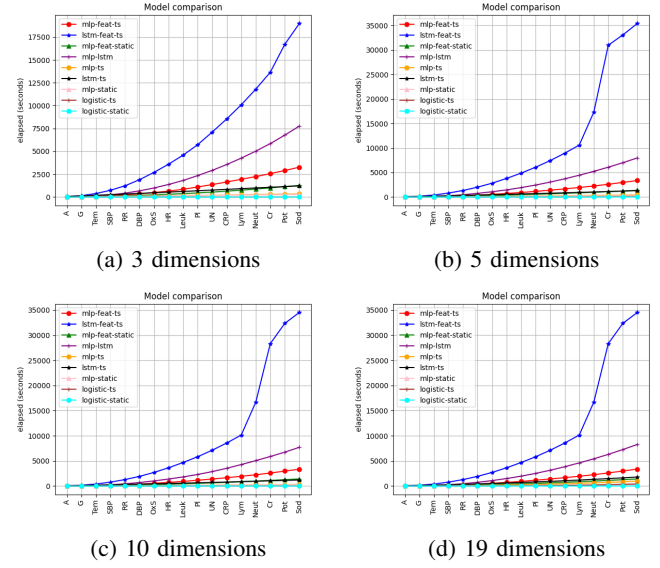 Model comparison
mlp-feat-ts
lstm-feat-ts
mlp-feat-static
mlp-lstm
mlp-ts
lstm-ts
mlp-static
logistic-ts
logistic-static
elapsed (seconds)
17500
15000
12500
10000
7500
5000
2500
0
A G Tem SBP RR DBP OxS HR Leuk Pl UN CRP Lym Neut Cr Pot Sod
(a) 3 dimensions
Model comparison
mlp-feat-ts
lstm-feat-ts
mlp-feat-static
mlp-lstm
mlp-ts
lstm-ts
mlp-static
logistic-ts
logistic-static
elapsed (seconds)
35000
30000
25000
20000
15000
10000
5000
0
A G Tem SBP RR DBP OxS HR Leuk Pl UN CRP Lym Neut Cr Pot Sod
(b) 5 dimensions
Model comparison
mlp-feat-ts
lstm-feat-ts
mlp-feat-static
mlp-lstm
mlp-ts
lstm-ts
mlp-static
logistic-ts
logistic-static
elapsed (seconds)
35000
30000
25000
20000
15000
10000
5000
0
A G Tem SBP RR DBP OxS HR Leuk Pl UN CRP Lym Neut Cr Pot Sod
(c) 10 dimensions
Model comparison
mlp-feat-ts
lstm-feat-ts
mlp-feat-static
mlp-lstm
mlp-ts
lstm-ts
mlp-static
logistic-ts
logistic-static
elapsed (seconds)
35000
30000
25000
20000
15000
10000
5000
0
A G Tem SBP RR DBP OxS HR Leuk Pl UN CRP Lym Neut Cr Pot Sod
(d) 19 dimensions